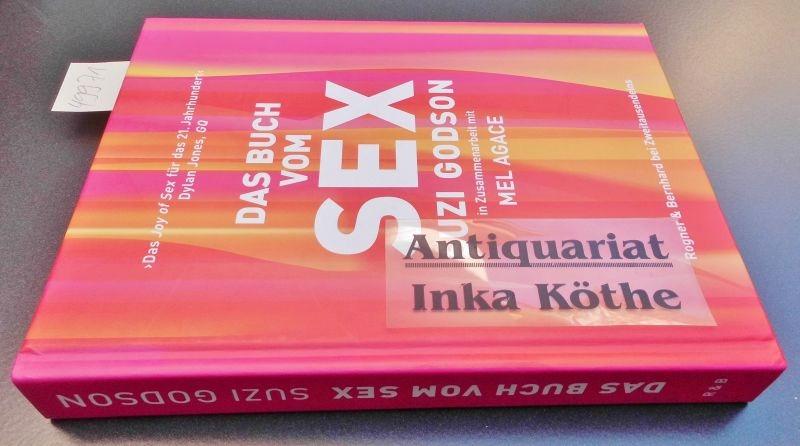 ›Das Joy of Sex für das 21. Jahrhundert‹
Dylan Jones, GQ
DAS BUCH
VOM
SEX
UZI GODSON
in Zusammenarbeit mit
MEL AGACE
Rogner & Bernhard bei Zweitausendeins
Antiquariat
Inka Köthe
DAS BUCH VOM SEX SUZI GODSON
R & B